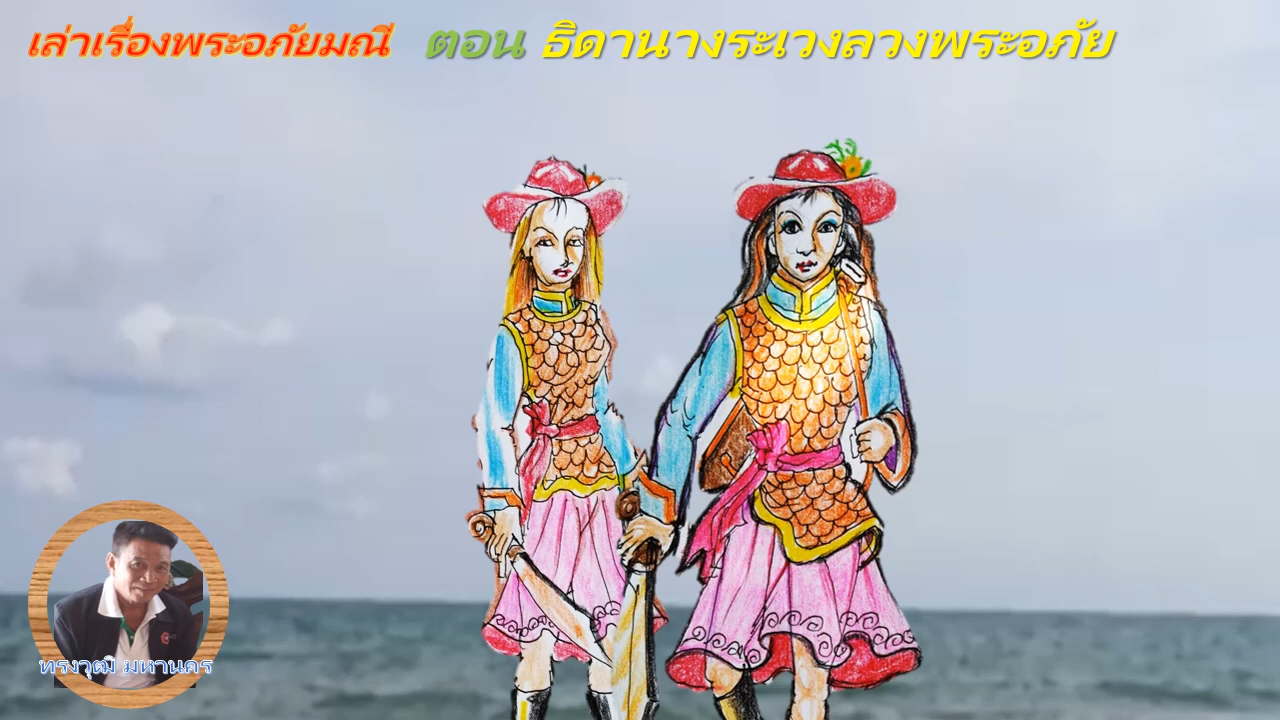 เล่าเรื่องพระอภัยมณี ตอน ธิดานางระเวงลวงพระอภัย
ทรงวุฒิ มหานคร